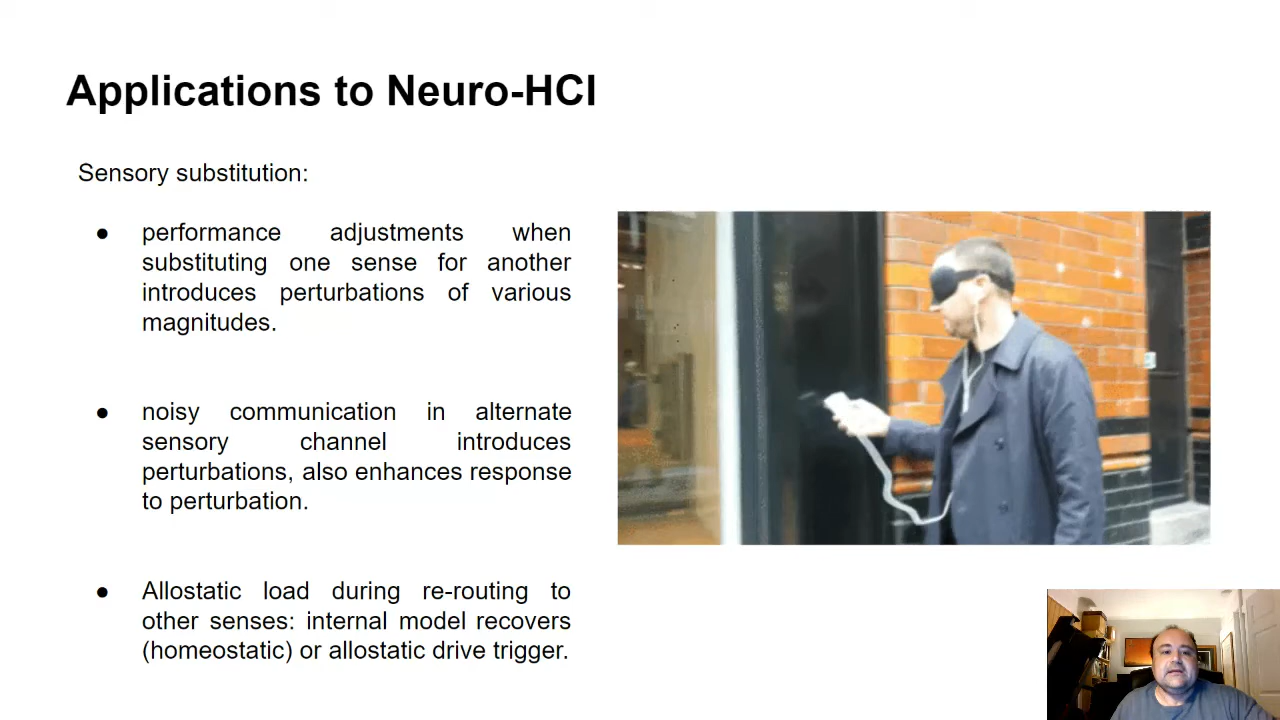 Applications to Neuro-HCI
Sensory substitution:
● performance adjustments when
substituting one sense for another
introduces perturbations of various
magnitudes.
● noisy communication in alternate
sensory channel introduces
perturbations, also enhances response
to perturbation.
● Allostatic load during re-routing to
other senses: internal model recovers
(homeostatic) or allostatic drive trigger.